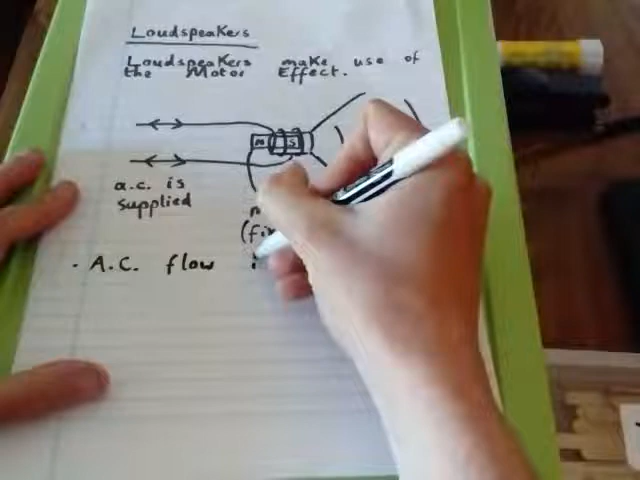 Loudspeakers
Loudspeakers make use of
the Motor Effect.
N S
a.c. is
supplied
· A.C. flow